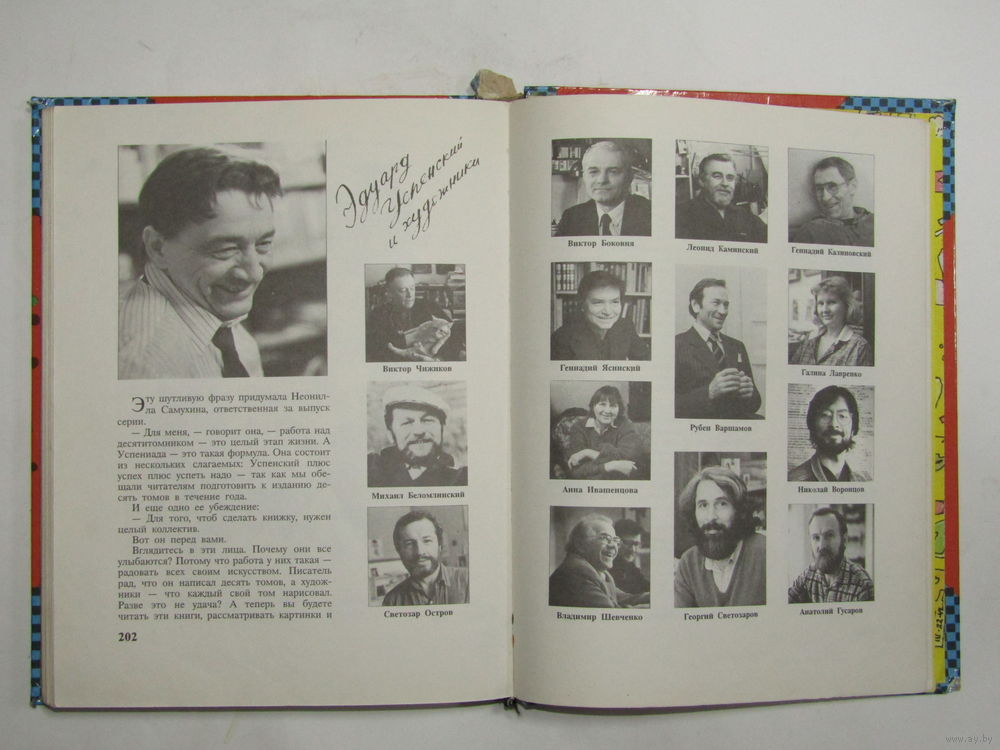 Эдуард
Успенский
и художники
Виктор Чижиков
Михаил Беломлинский
Светозар Остров
Эту шутливую фразу придумала Неонил-
ла Самухина, ответственная за выпуск
серии.
— Для меня, — говорит она, — работа над
десятитомником — это целый этап жизни. А
Успениада — это такая формула. Она состоит
из нескольких слагаемых: Успенский плюс
успех плюс успеть надо — так как мы обе-
щали читателям подготовить к изданию де-
сять томов в течение года.
И еще одно ее убеждение:
— Для того, чтоб сделать книжку, нужен
целый коллектив.
Вот он перед вами.
Вглядитесь в эти лица. Почему они все
улыбаются? Потому что работа у них такая —
радовать всех своим искусством. Писатель
рад, что он написал десять томов, а худож-
ники — что каждый свой том нарисовал.
Разве это не удача? А теперь вы будете
читать эти книги, рассматривать картинки и
202
Виктор Боковня
Леонид Каминский
Геннадий Казиновский
Геннадий Ясинский
Рубен Варшамов
Галина Лавренко
Анна Ивашенцова
Николай Воронцов
Владимир Шевченко
Георгий Светозаров
Анатолий Гусаров
www.ay.by